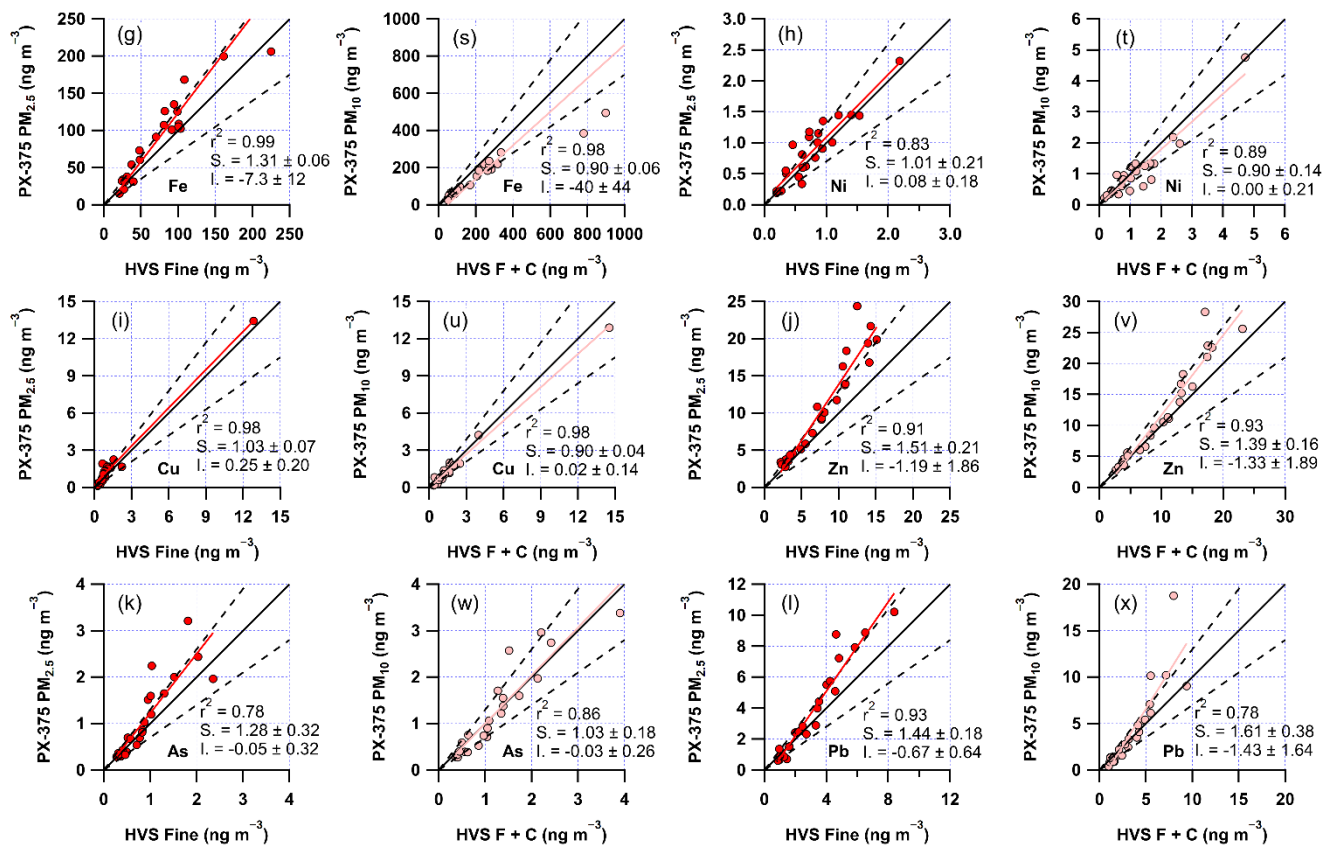 (g)
250
200
150
100
50
0
PX-375 PM2.5 (ng m−3)
r2 = 0.99
S. = 1.31 ± 0.06
Fe I. = -7.3 ± 12
0 50 100 150 200 250
HVS Fine (ng m−3)
(s)
1000
800
600
400
200
0
PX-375 PM10 (ng m−3)
r2 = 0.98
S. = 0.90 ± 0.06
Fe I. = -40 ± 44
0 200 400 600 800 1000
HVS F + C (ng m−3)
(h)
3.0
2.5
2.0
1.5
1.0
0.5
0.0
PX-375 PM2.5 (ng m−3)
r2 = 0.83
S. = 1.01 ± 0.21
Ni I. = 0.08 ± 0.18
0.0 1.0 2.0 3.0
HVS Fine (ng m−3)
(t)
6
5
4
3
2
1
0
PX-375 PM10 (ng m−3)
r2 = 0.89
S. = 0.90 ± 0.14
Ni I. = 0.00 ± 0.21
0 1 2 3 4 5 6
HVS F + C (ng m−3)
(i)
15
12
9
6
3
0
PX-375 PM2.5 (ng m−3)
r2 = 0.98
S. = 1.03 ± 0.07
Cu I. = 0.25 ± 0.20
0 3 6 9 12 15
HVS Fine (ng m−3)
(u)
15
12
9
6
3
0
PX-375 PM10 (ng m−3)
r2 = 0.98
S. = 0.90 ± 0.04
Cu I. = 0.02 ± 0.14
0 3 6 9 12 15
HVS F + C (ng m−3)
(j)
25
20
15
10
5
0
PX-375 PM2.5 (ng m−3)
r2 = 0.91
S. = 1.51 ± 0.21
Zn I. = -1.19 ± 1.86
0 5 10 15 20 25
HVS Fine (ng m−3)
(v)
30
25
20
15
10
5
0
PX-375 PM10 (ng m−3)
r2 = 0.93
S. = 1.39 ± 0.16
Zn I. = -1.33 ± 1.89
0 10 20 30
HVS F + C (ng m−3)
(k)
4
3
2
1
0
PX-375 PM2.5 (ng m−3)
r2 = 0.78
S. = 1.28 ± 0.32
As I. = -0.05 ± 0.32
0 1 2 3 4
HVS Fine (ng m−3)
(w)
4
3
2
1
0
PX-375 PM10 (ng m−3)
r2 = 0.86
S. = 1.03 ± 0.18
As I. = -0.03 ± 0.26
0 1 2 3 4
HVS F + C (ng m−3)
(l)
12
10
8
6
4
2
0
PX-375 PM2.5 (ng m−3)
r2 = 0.93
S. = 1.44 ± 0.18
Pb I. = -0.67 ± 0.64
0 4 8 12
HVS Fine (ng m−3)
(x)
20
15
10
5
0
PX-375 PM10 (ng m−3)
r2 = 0.78
S. = 1.61 ± 0.38
Pb I. = -1.43 ± 1.64
0 5 10 15 20
HVS F + C (ng m−3)